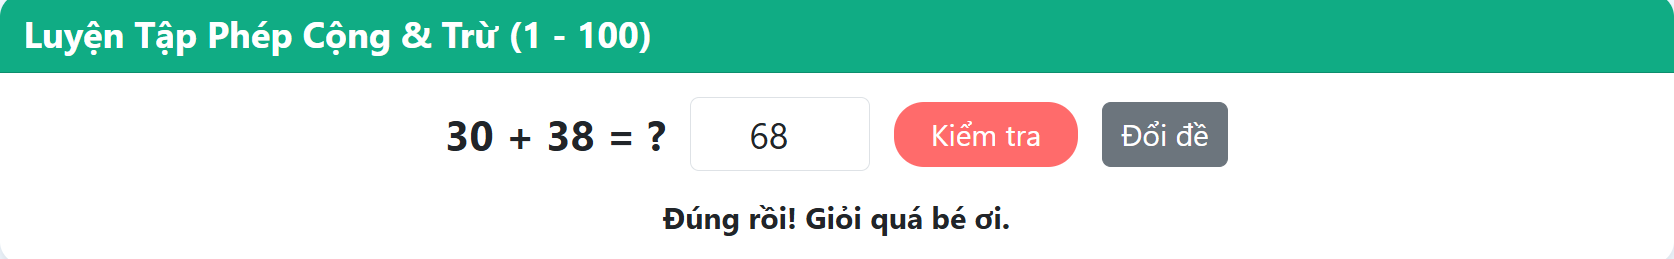 Luyện Tập Phép Cộng & Trừ (1 - 100)
30 + 38 = ? 68 Kiểm tra Đổi đề
Đúng rồi! Giỏi quá bé ơi.